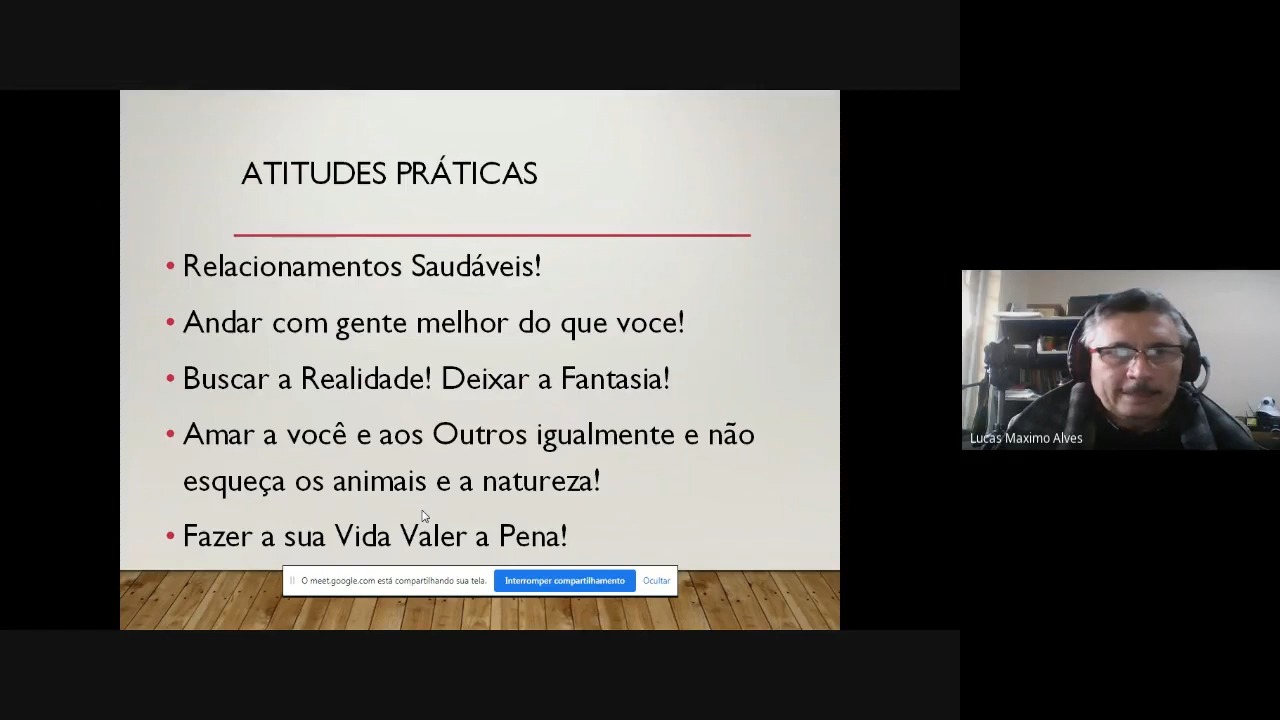 ATITUDES PRÁTICAS
• Relacionamentos Saudáveis!
• Andar com gente melhor do que voce!
• Buscar a Realidade! Deixar a Fantasia!
• Amar a você e aos Outros igualmente e não
esqueça os animais e a natureza!
• Fazer a sua Vida Valer a Pena!
O meet.google.com está compartilhando sua tela. Interromper compartilhamento Ocultar
Lucas Maximo Alves